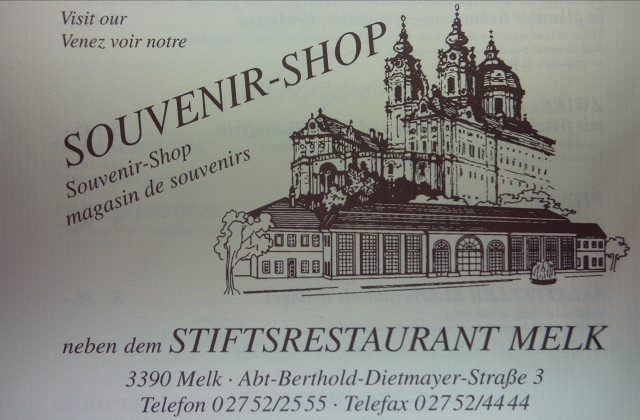 Visit our
Venez voir notre
SOUVENIR-SHOP
Souvenir-Shop
magasin de souvenirs
neben dem STIFTSRESTAURANT MELK
3390 Melk · Abt-Berthold-Dietmayer-Straße 3
Telefon 02752/2555 · Telefax 02752/4444